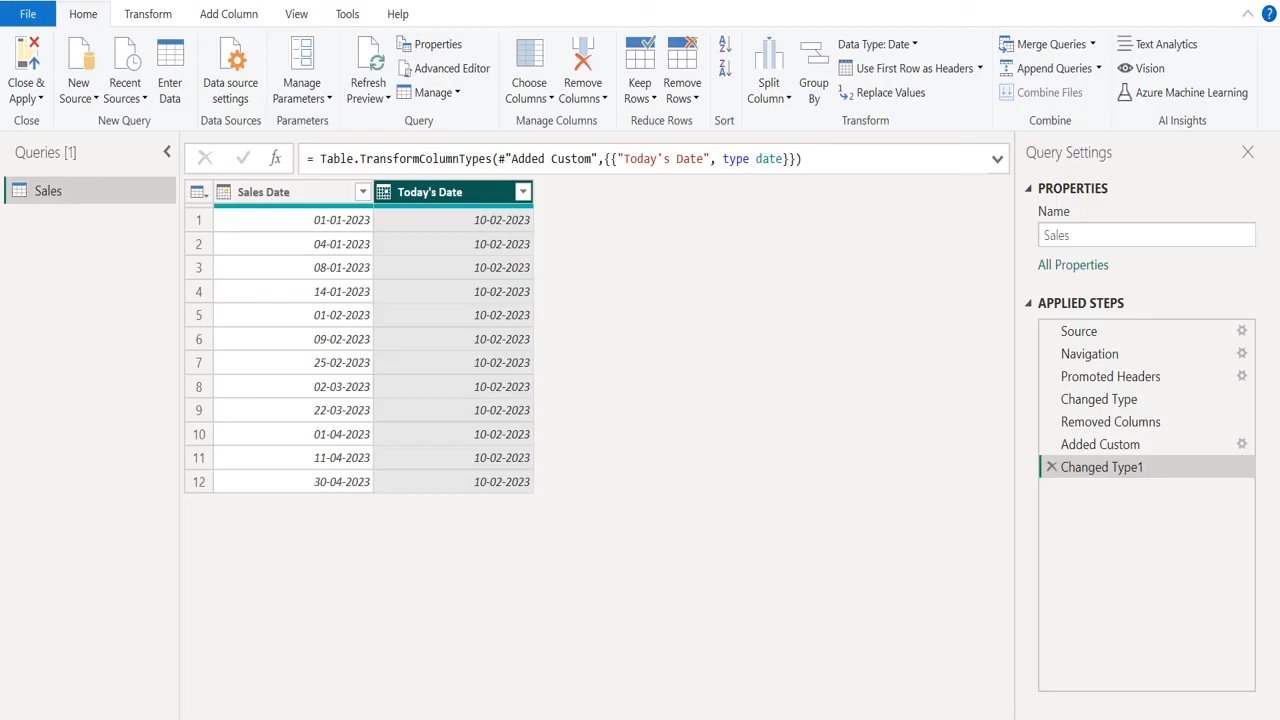 File Home Transform Add Column View Tools Help
Close & Apply
New Source
Recent Sources
Enter Data
Data source settings
Manage Parameters
Refresh Preview
Properties
Advanced Editor
Manage
Choose Columns
Remove Columns
Keep Rows
Remove Rows
Split Column
Group By
Data Type: Date
Use First Row as Headers
Replace Values
Merge Queries
Append Queries
Combine Files
Text Analytics
Vision
Azure Machine Learning
Close New Query Data Sources Parameters Query Manage Columns Reduce Rows Sort Transform Combine AI Insights
Queries [1]
Sales
fx = Table.TransformColumnTypes(#"Added Custom",{{"Today's Date", type date}})
Sales Date Today's Date
1 01-01-2023 10-02-2023
2 04-01-2023 10-02-2023
3 08-01-2023 10-02-2023
4 14-01-2023 10-02-2023
5 01-02-2023 10-02-2023
6 09-02-2023 10-02-2023
7 25-02-2023 10-02-2023
8 02-03-2023 10-02-2023
9 22-03-2023 10-02-2023
10 01-04-2023 10-02-2023
11 11-04-2023 10-02-2023
12 30-04-2023 10-02-2023
Query Settings
PROPERTIES
Name
Sales
All Properties
APPLIED STEPS
Source
Navigation
Promoted Headers
Changed Type
Removed Columns
Added Custom
Changed Type1